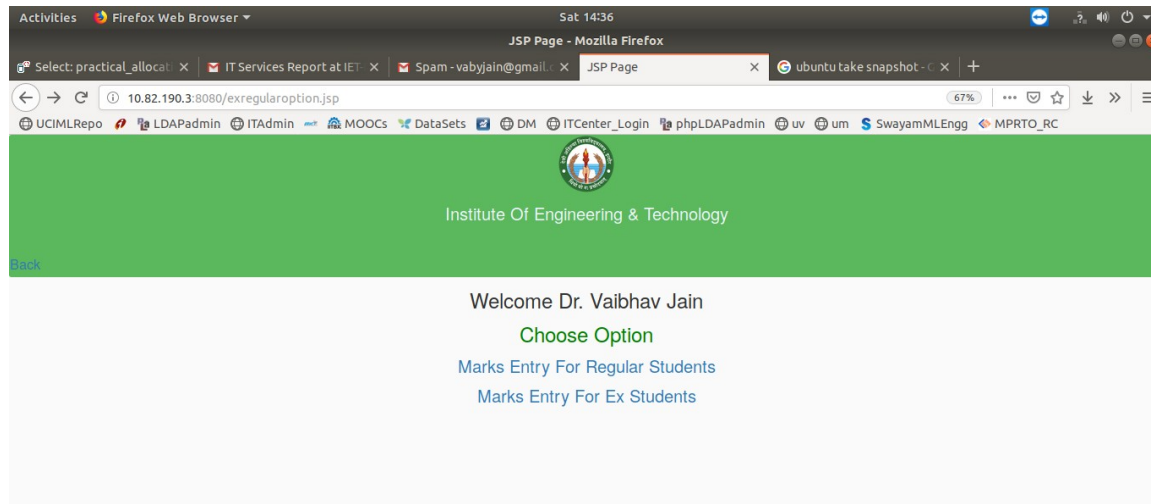 Activities Firefox Web Browser Sat 14:36
JSP Page - Mozilla Firefox
Select: practical_allocat IT Services Report at IET- Spam - vabyjain@gmail.c JSP Page ubuntu take snapshot - G
10.82.190.3:8080/exregularoption.jsp 67%
UCIMLRepo LDAPadmin ITAdmin MOOCs DataSets DM ITCenter_Login phpLDAPadmin uv um SwayamMLEngg MPRTO_RC
Institute Of Engineering & Technology
Back
Welcome Dr. Vaibhav Jain
Choose Option
Marks Entry For Regular Students
Marks Entry For Ex Students